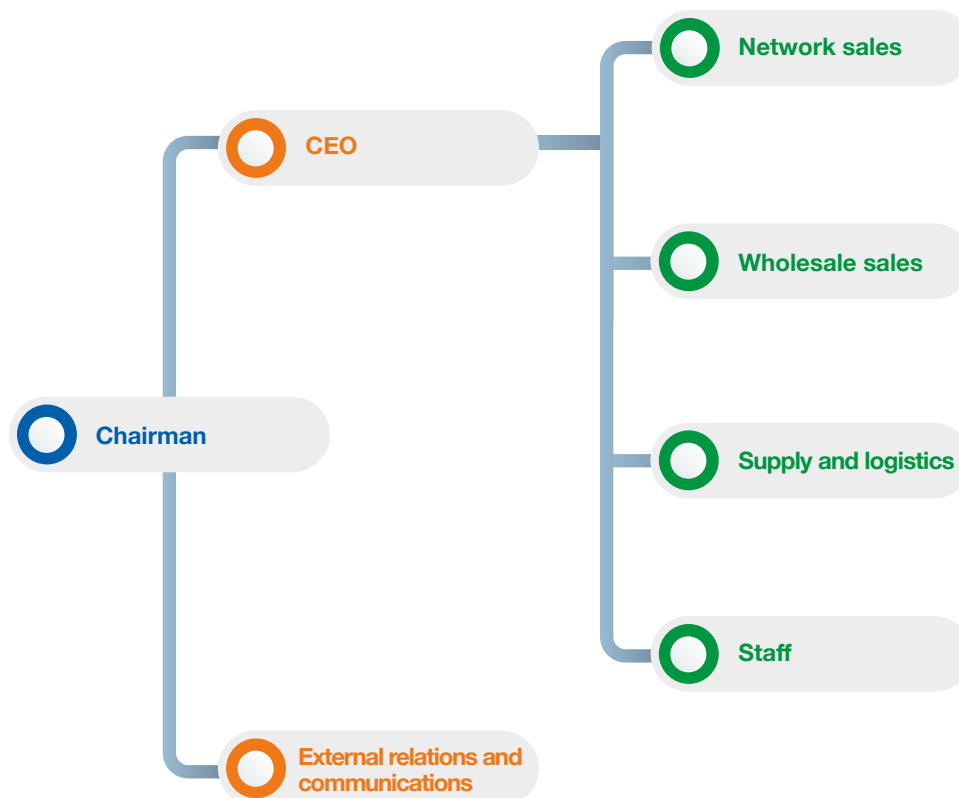 Network sales
CEO
Wholesale sales
Chairman
Supply and logistics
Staff
External relations and
communications